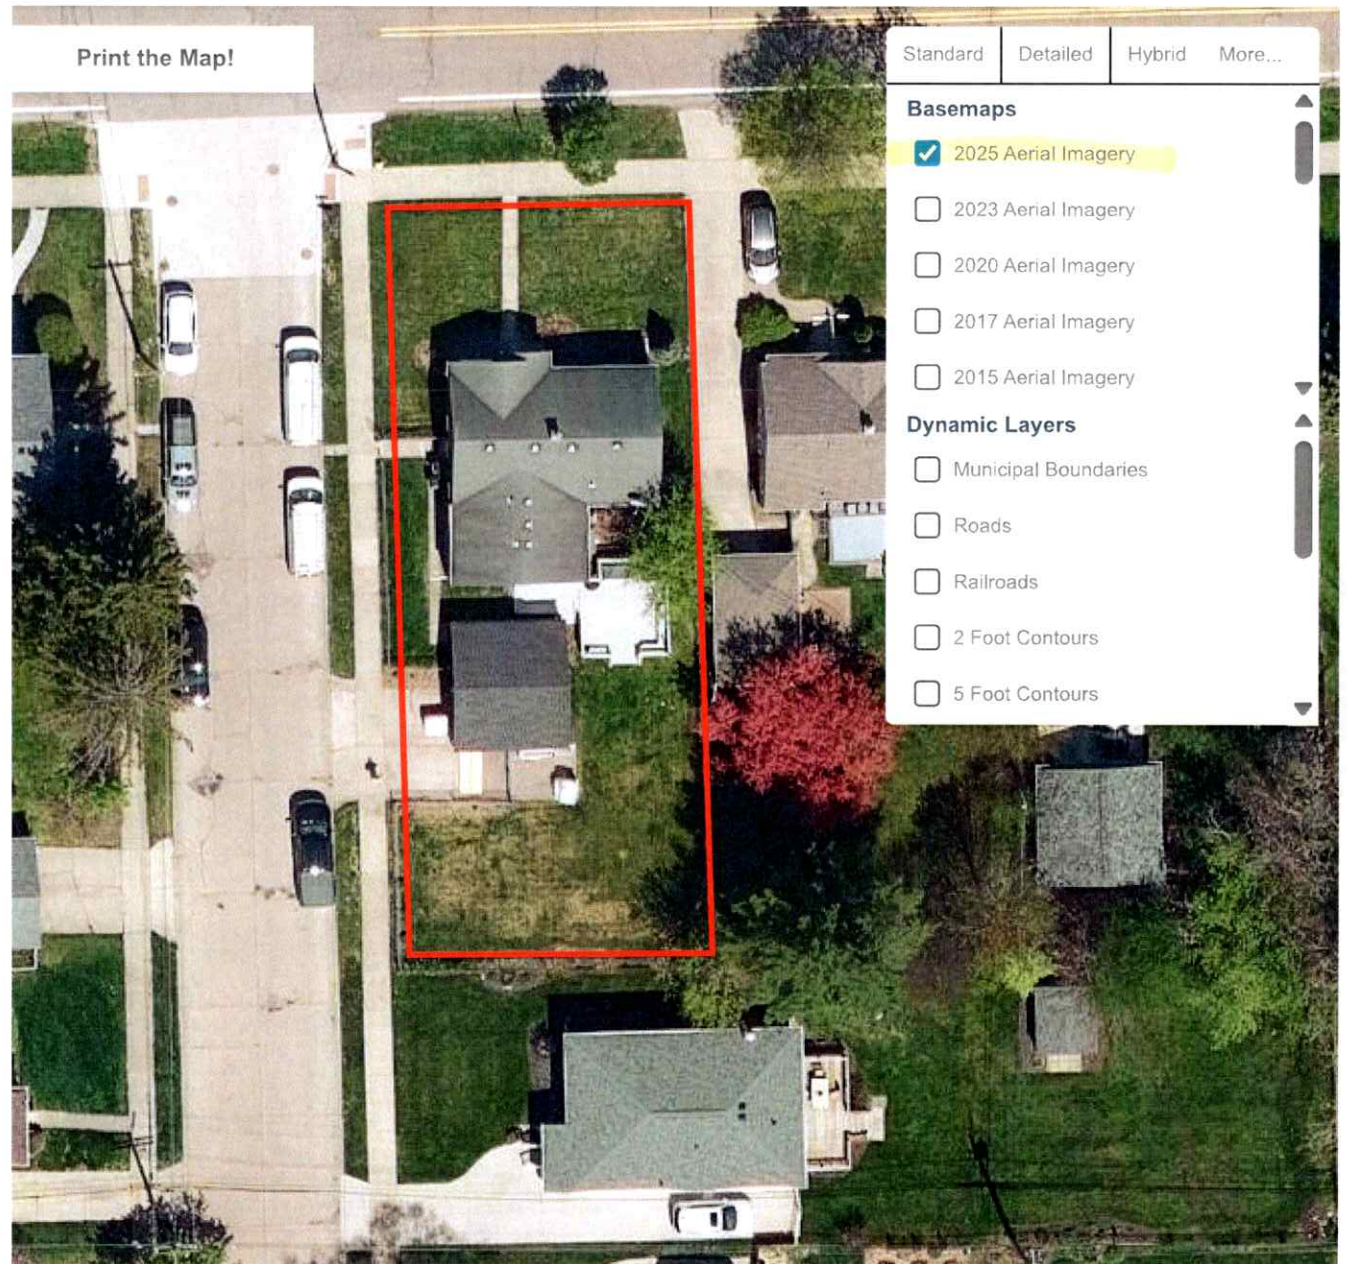 Print the Map!
Standard Detailed Hybrid More...
Basemaps
2025 Aerial Imagery
2023 Aerial Imagery
2020 Aerial Imagery
2017 Aerial Imagery
2015 Aerial Imagery
Dynamic Layers
Municipal Boundaries
Roads
Railroads
2 Foot Contours
5 Foot Contours